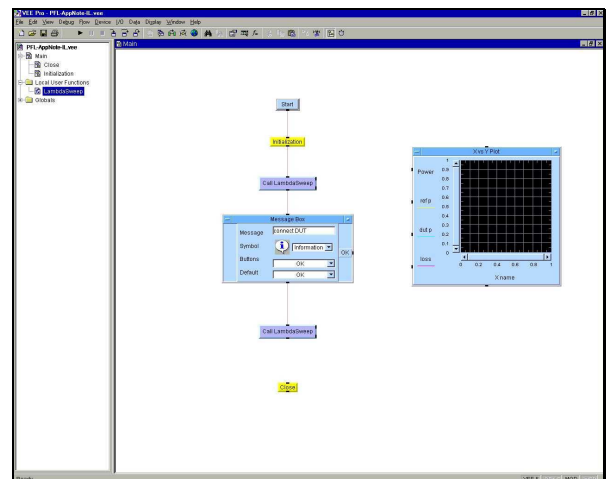 VEE Pro - PFL-AppNote-IL.vee
File Edit View Debug Flow Device I/O Data Display Window Help
PFL-AppNote-IL.vee
Main
Close
Initialization
Local User Functions
LambdaSweep
Globals
Main
Start
Initialization
Call LambdaSweep
Message Box
Message connect DUT
Symbol Information
Buttons OK
Default OK
OK
Call LambdaSweep
Close
X vs Y Plot
Power
ref p
dut p
loss
1
0.9
0.8
0.7
0.6
0.5
0.4
0.3
0.2
0.1
0
0 0.2 0.4 0.6 0.8 1
X name
Ready
MOD